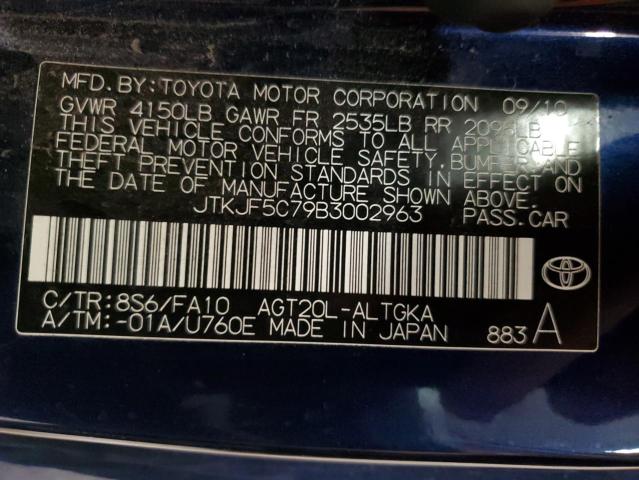 MFD. BY: TOYOTA MOTOR CORPORATION 09/10
GVWR 4150LB GAWR FR 2535LB RR 2095LB
THIS VEHICLE CONFORMS TO ALL APPLICABLE
FEDERAL MOTOR VEHICLE SAFETY, BUMPER, AND
THEFT PREVENTION STANDARDS IN EFFECT ON
THE DATE OF MANUFACTURE SHOWN ABOVE.
JTKJF5C79B3002963 PASS. CAR
TOYOTA
C/TR: 8S6/FA10 AGT20L-ALTGKA
A/TM: -01A/U760E MADE IN JAPAN 883 A